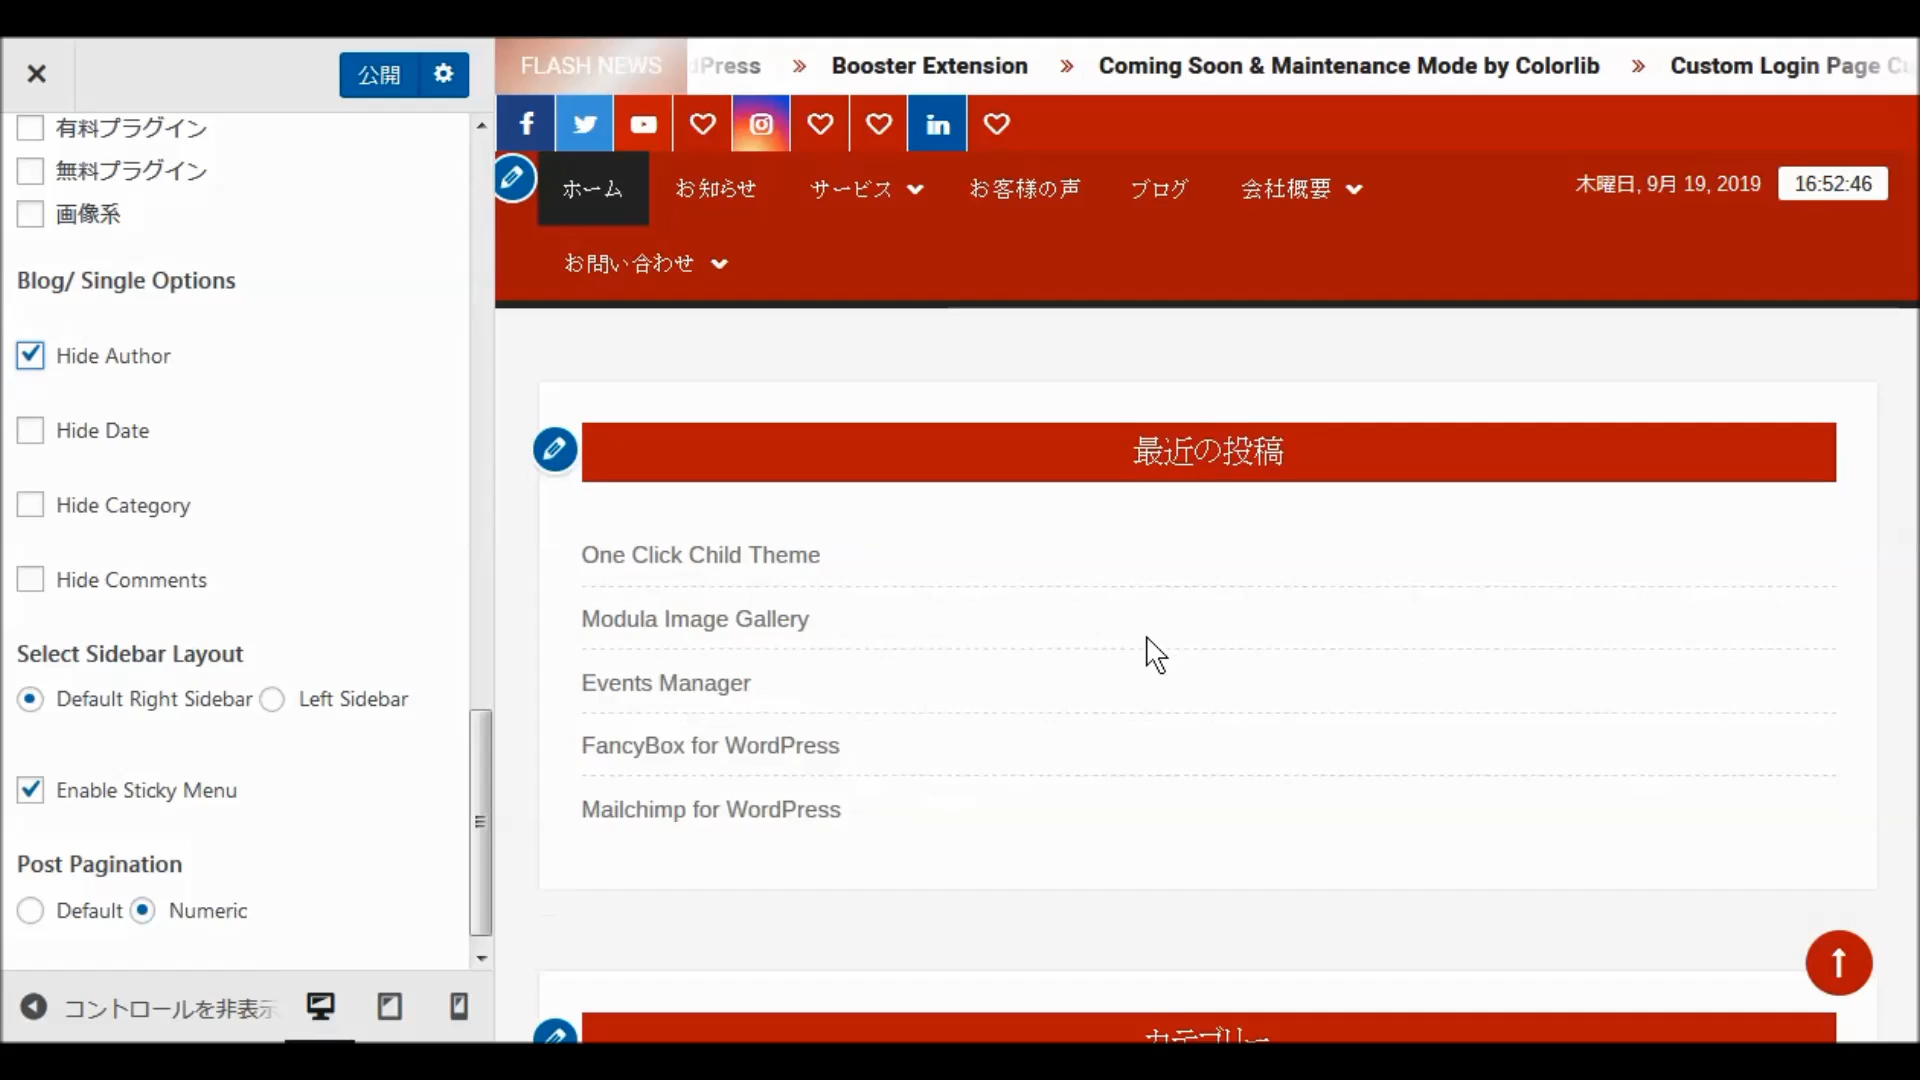 公開
有料プラグイン
無料プラグイン
画像系
Blog/ Single Options
Hide Author
Hide Date
Hide Category
Hide Comments
Select Sidebar Layout
Default Right Sidebar Left Sidebar
Enable Sticky Menu
Post Pagination
Default Numeric
コントロールを非表示
FLASH NEWS
Press » Booster Extension » Coming Soon & Maintenance Mode by Colorlib » Custom Login Page
ホーム お知らせ サービス お客様の声 ブログ 会社概要
木曜日, 9月 19, 2019 16:52:46
お問い合わせ
最近の投稿
One Click Child Theme
Modula Image Gallery
Events Manager
FancyBox for WordPress
Mailchimp for WordPress
カテゴリー